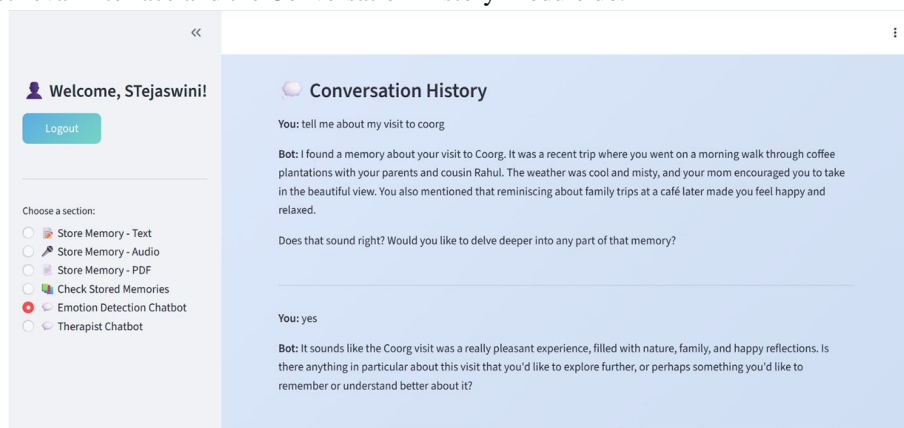 Welcome, STejaswini!
Logout
Choose a section:
Store Memory - Text
Store Memory - Audio
Store Memory - PDF
Check Stored Memories
Emotion Detection Chatbot
Therapist Chatbot
Conversation History
You: tell me about my visit to coorg
Bot: I found a memory about your visit to Coorg. It was a recent trip where you went on a morning walk through coffee
plantations with your parents and cousin Rahul. The weather was cool and misty, and your mom encouraged you to take
in the beautiful view. You also mentioned that reminiscing about family trips at a café later made you feel happy and
relaxed.
Does that sound right? Would you like to delve deeper into any part of that memory?
You: yes
Bot: It sounds like the Coorg visit was a really pleasant experience, filled with nature, family, and happy reflections. Is
there anything in particular about this visit that you'd like to explore further, or perhaps something you'd like to
remember or understand better about it?